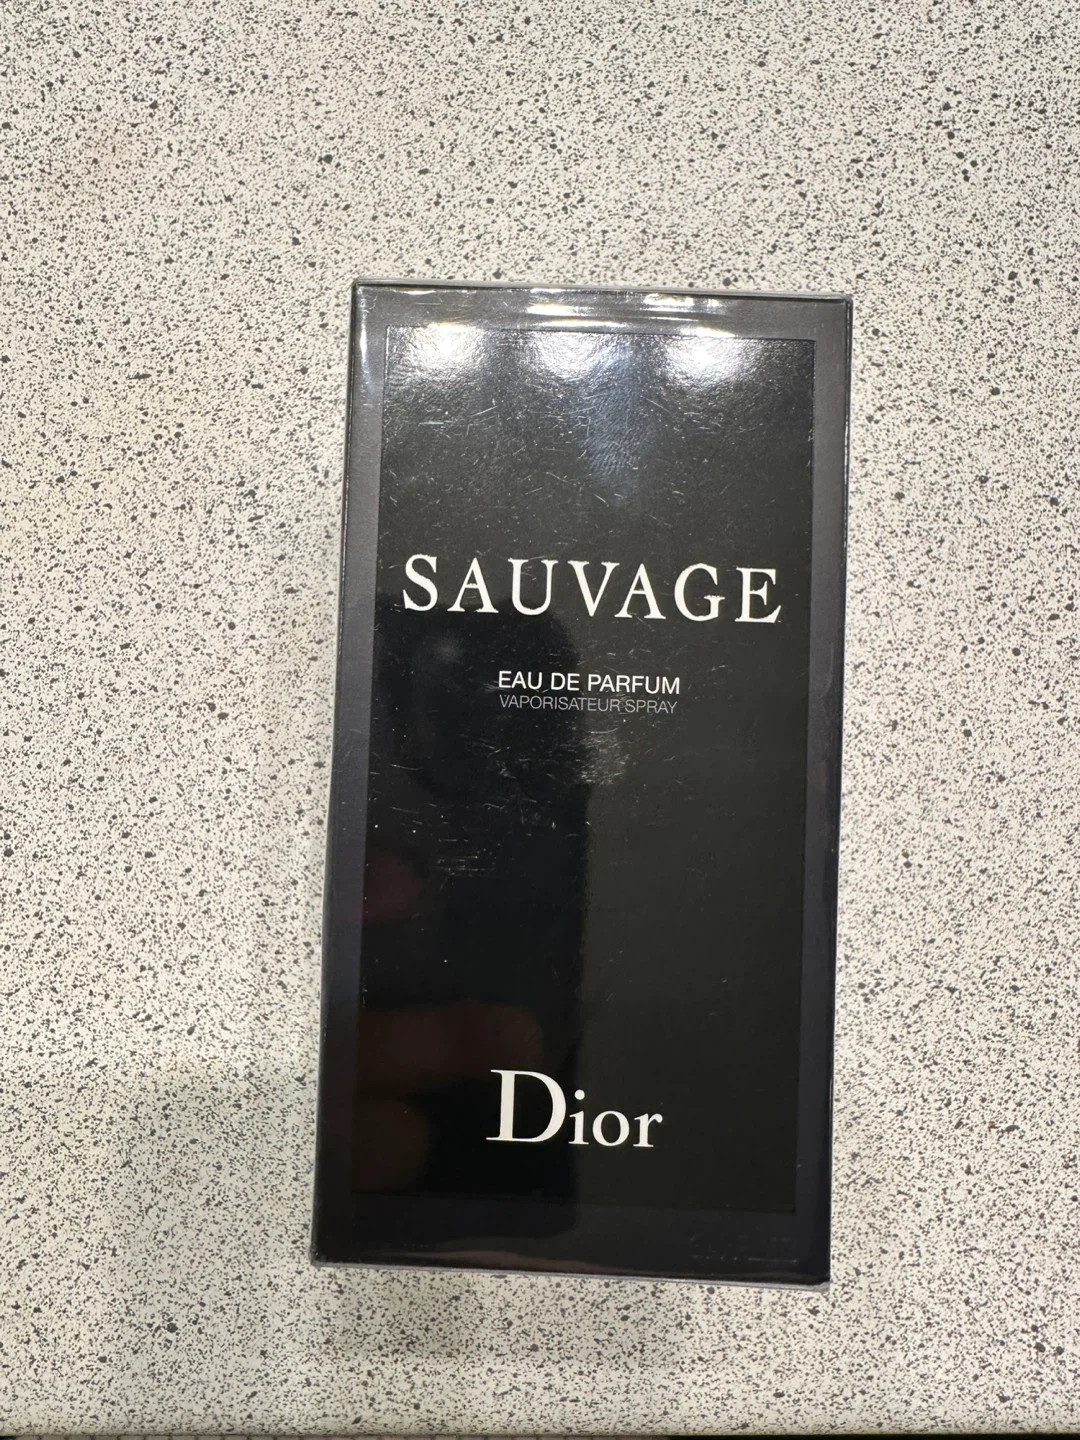 SAUVAGE
EAU DE PARFUM
VAPORISATEUR SPRAY
Dior